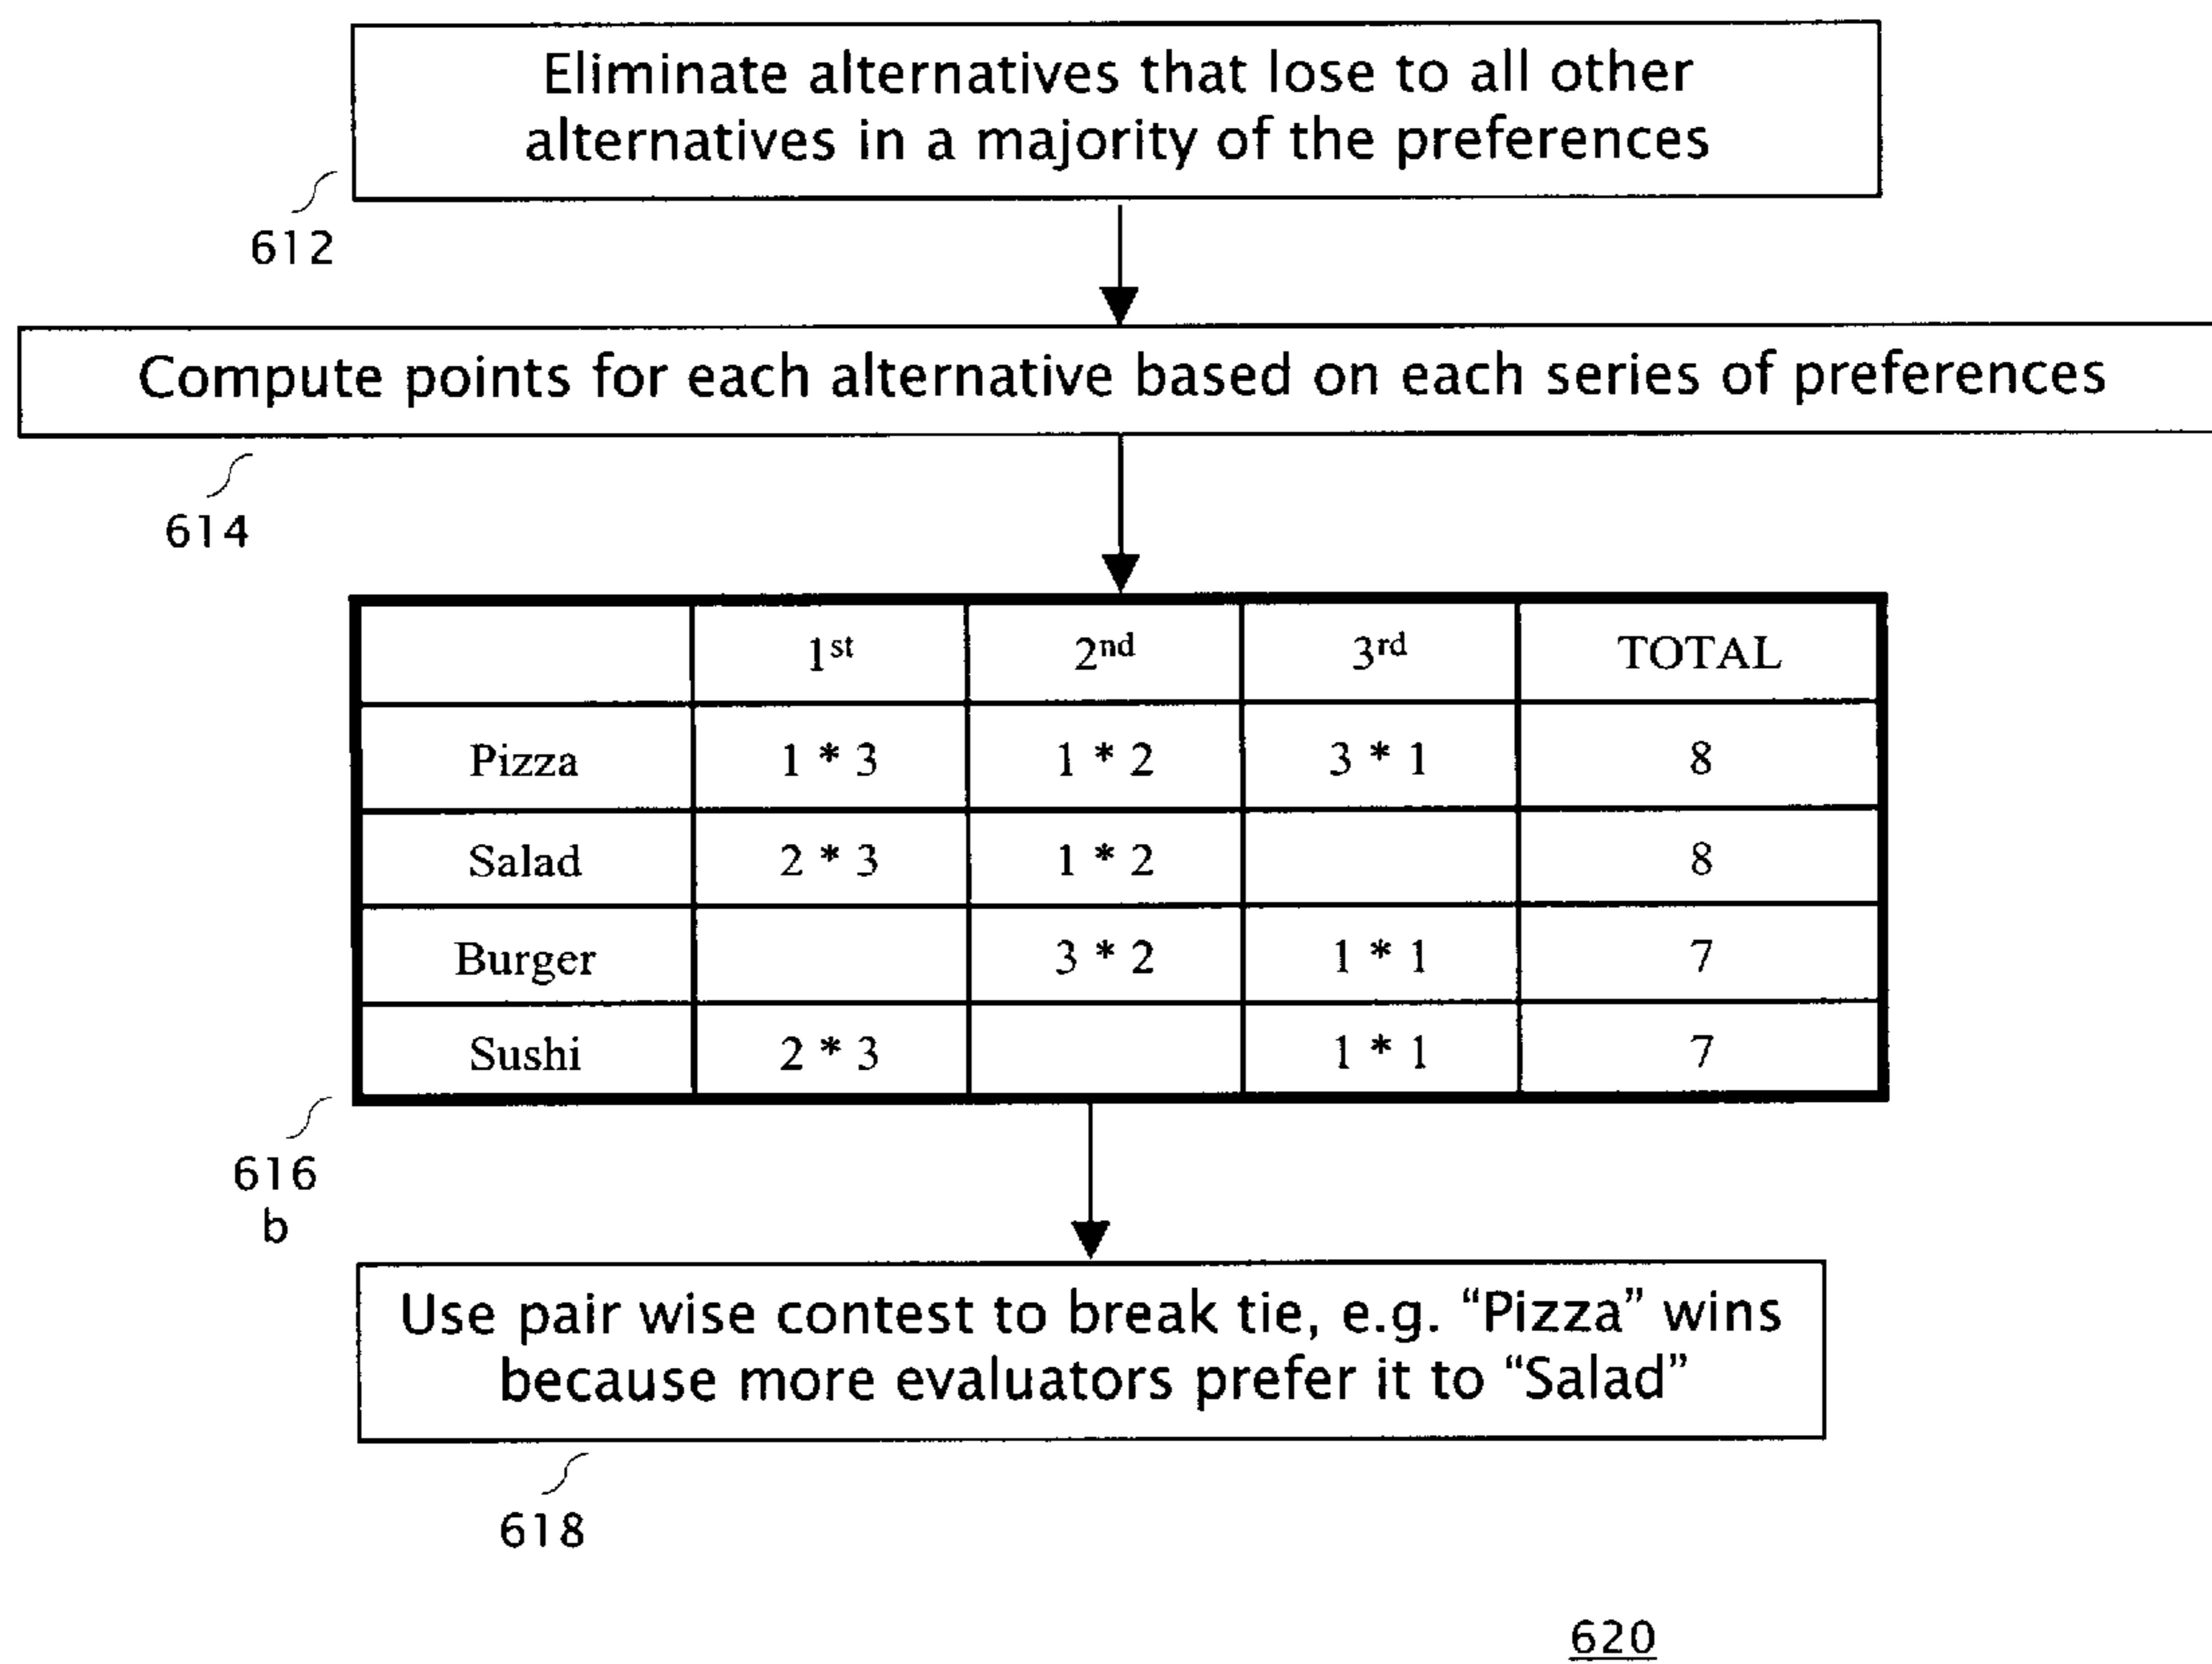 Eliminate alternatives that lose to all other
alternatives in a majority of the preferences
612
Compute points for each alternative based on each series of preferences
614
1st 2nd 3rd TOTAL
Pizza 1 * 3 1 * 2 3 * 1 8
Salad 2 * 3 1 * 2 8
Burger 3 * 2 1 * 1 7
Sushi 2 * 3 1 * 1 7
616
b
Use pair wise contest to break tie, e.g. “Pizza” wins
because more evaluators prefer it to “Salad”
618
620